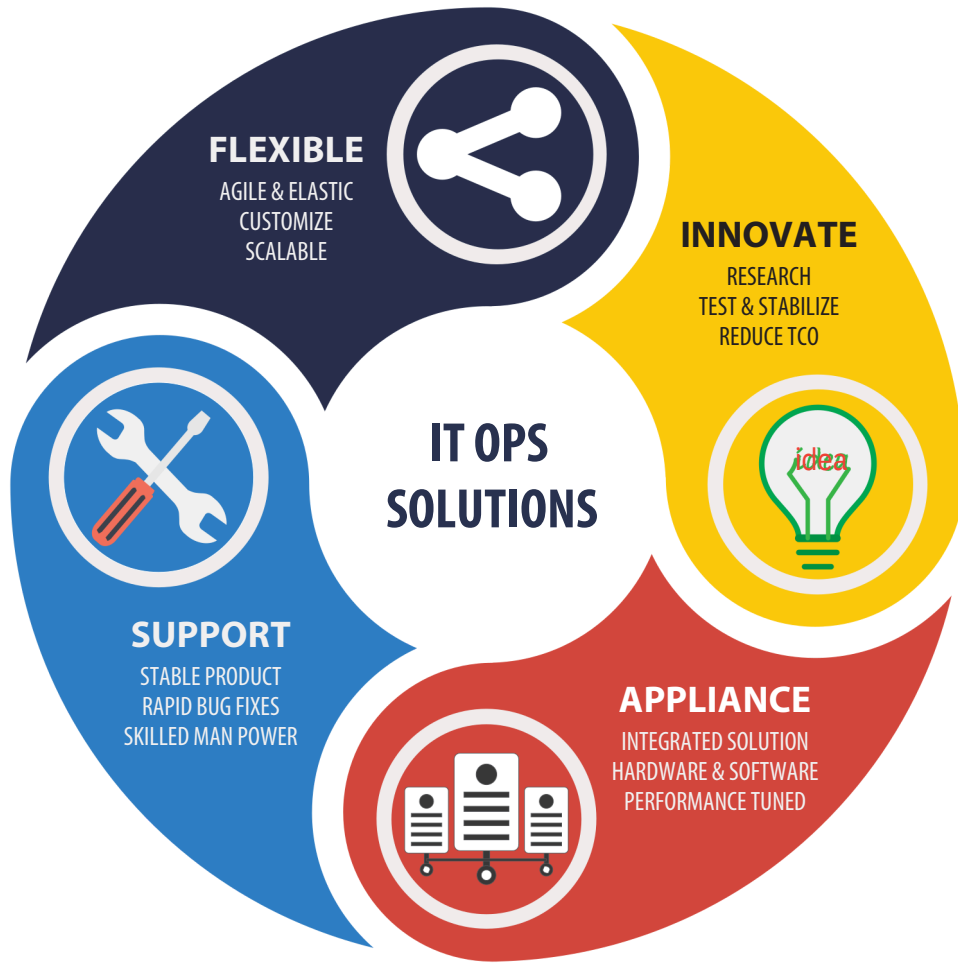 FLEXIBLE
AGILE & ELASTIC
CUSTOMIZE
SCALABLE
INNOVATE
RESEARCH
TEST & STABILIZE
REDUCE TCO
idea
IT OPS
SOLUTIONS
SUPPORT
STABLE PRODUCT
RAPID BUG FIXES
SKILLED MAN POWER
APPLIANCE
INTEGRATED SOLUTION
HARDWARE & SOFTWARE
PERFORMANCE TUNED